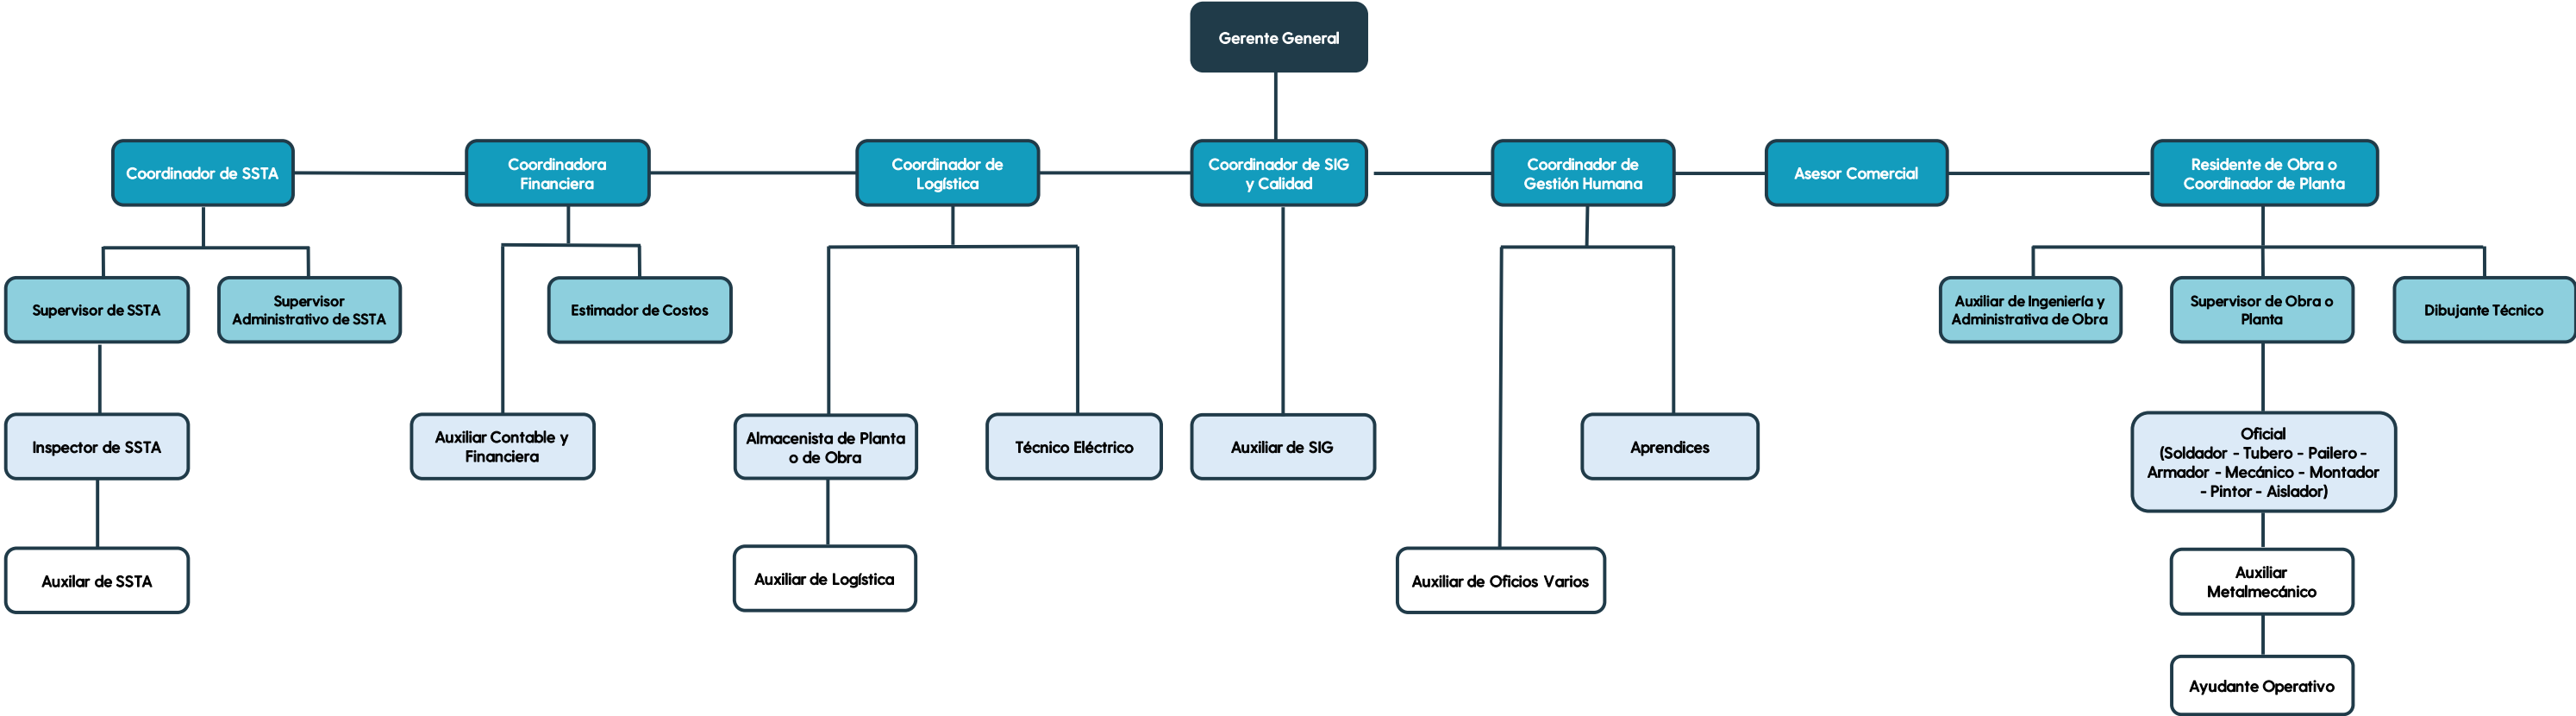 Gerente General
Coordinador de SSTA
Coordinadora
Financiera
Coordinador de
Logística
Coordinador de SIG
y Calidad
Coordinador de
Gestión Humana
Asesor Comercial
Residente de Obra o
Coordinador de Planta
Supervisor de SSTA
Supervisor
Administrativo de SSTA
Estimador de Costos
Auxiliar de Ingeniería y
Administrativa de Obra
Supervisor de Obra o
Planta
Dibujante Técnico
Inspector de SSTA
Auxiliar Contable y
Financiera
Almacenista de Planta
o de Obra
Técnico Eléctrico
Auxiliar de SIG
Aprendices
Oficial
(Soldador - Tubero - Pailero -
Armador - Mecánico - Montador
- Pintor - Aislador)
Auxilar de SSTA
Auxiliar de Logística
Auxiliar de Oficios Varios
Auxiliar
Metalmecánico
Ayudante Operativo